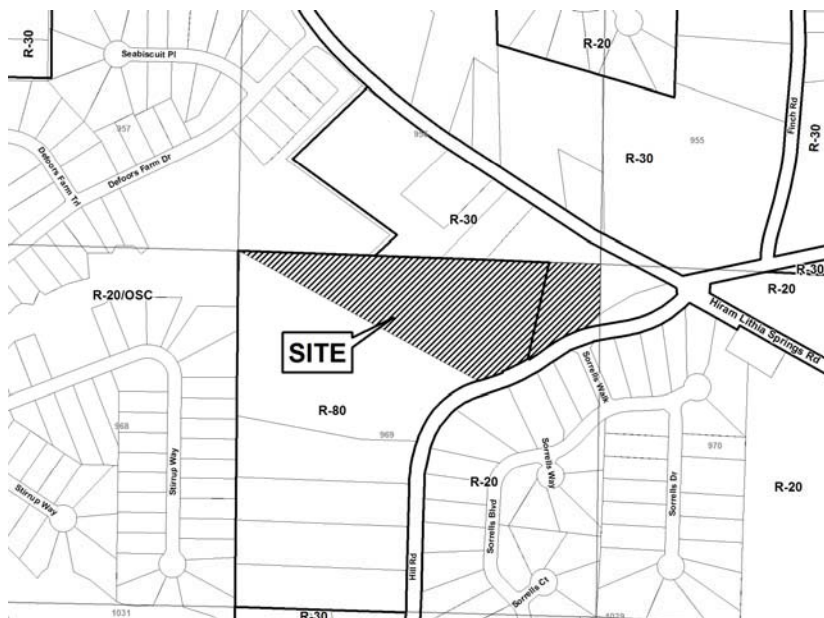 R-30
Seabiscuit Pl
R-20
957
Defoors Farm Dr
Defoors Farm Trl
955
Finch Rd
R-30
R-30
R-30
R-30
R-20
R-20/OSC
Hiram Lithia Springs Rd
SITE
R-80
Sorrells Walk
968
969
970
Stirrup Way
Stirrup Way
R-20
Sorrells Way
Sorrells Blvd
Sorrells Dr
R-20
Hill Rd
Sorrells Ct
1031
R-30